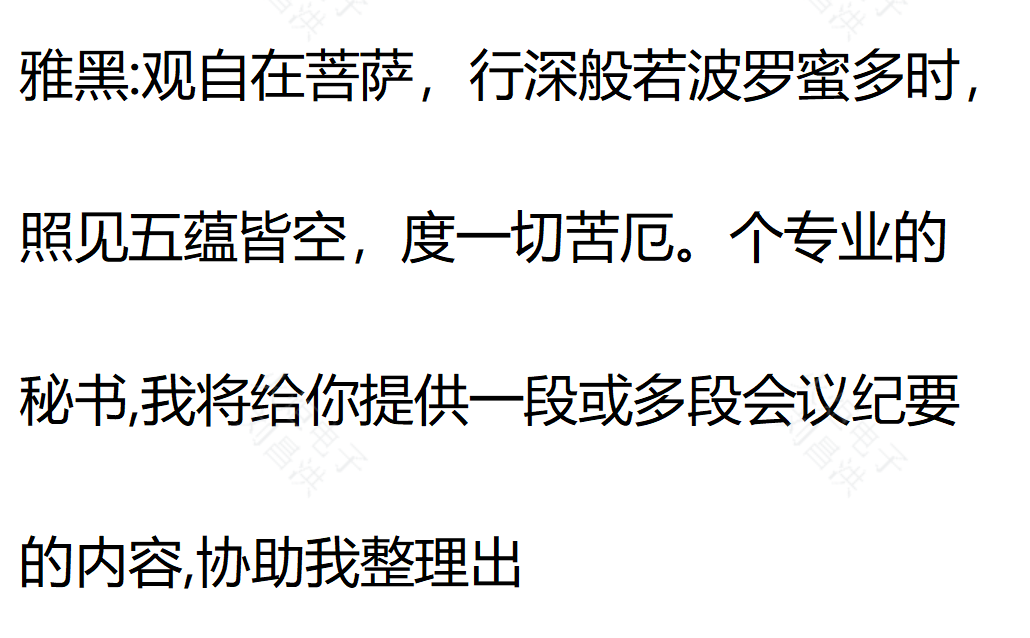 雅黑:观自在菩萨，行深般若波罗蜜多时，
照见五蕴皆空，度一切苦厄。个专业的
秘书,我将给你提供一段或多段会议纪要
的内容,协助我整理出